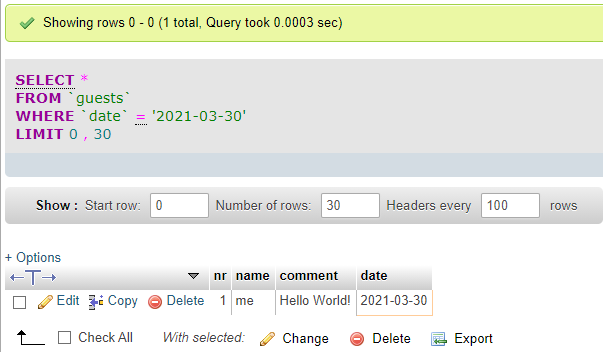 Showing rows 0 - 0 (1 total, Query took 0.0003 sec)
SELECT *
FROM `guests`
WHERE `date` = '2021-03-30'
LIMIT 0 , 30
Show : Start row: 0 Number of rows: 30 Headers every 100 rows
+ Options
←T→ nr name comment date
Edit Copy Delete 1 me Hello World! 2021-03-30
Check All With selected: Change Delete Export